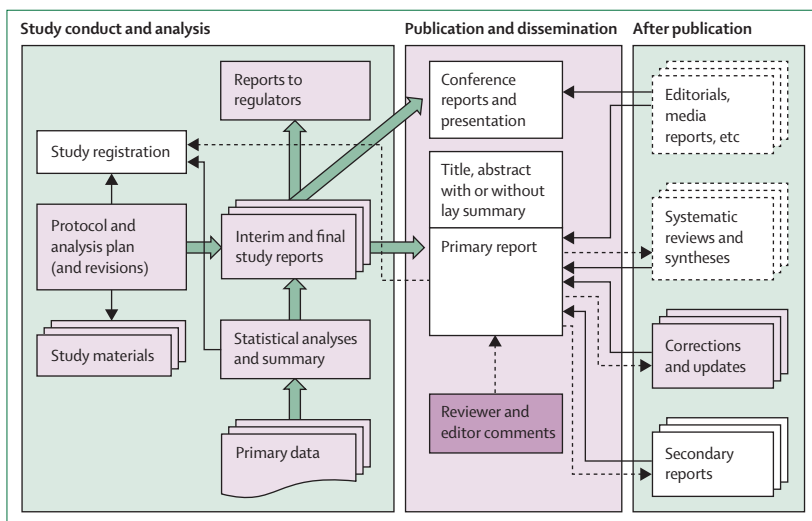 Study conduct and analysis
Reports to
regulators
Study registration
Protocol and
analysis plan
(and revisions)
Interim and final
study reports
Study materials
Statistical analyses
and summary
Primary data
Publication and dissemination
Conference
reports and
presentation
Title, abstract
with or without
lay summary
Primary report
Reviewer and
editor comments
After publication
Editorials,
media
reports, etc
Systematic
reviews and
syntheses
Corrections
and updates
Secondary
reports